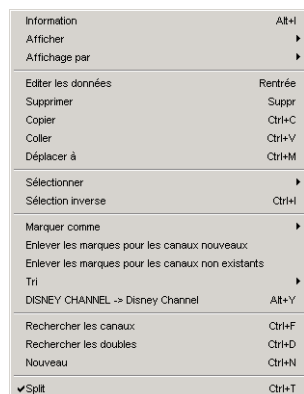 Information Alt+I
Afficher
Affichage par
Editer les données Rentrée
Supprimer Suppr
Copier Ctrl+C
Coller Ctrl+V
Déplacer à Ctrl+M
Sélectionner
Sélection inverse Ctrl+I
Marquer comme
Enlever les marques pour les canaux nouveaux
Enlever les marques pour les canaux non existants
Tri
DISNEY CHANNEL -> Disney Channel Alt+Y
Rechercher les canaux Ctrl+F
Rechercher les doubles Ctrl+D
Nouveau Ctrl+N
✔Split Ctrl+T